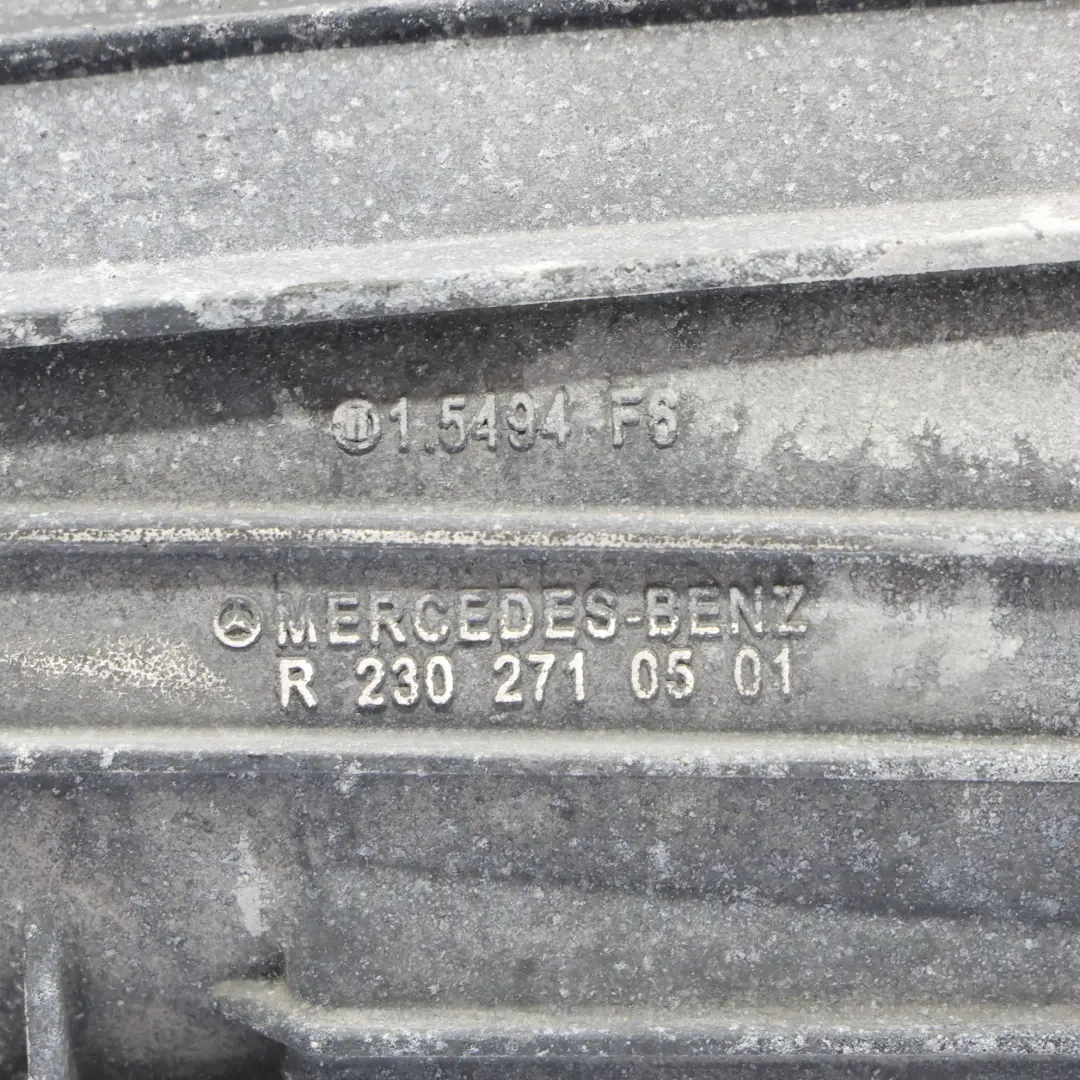 1.5494 F6
MERCEDES-BENZ
R 230 271 05 01